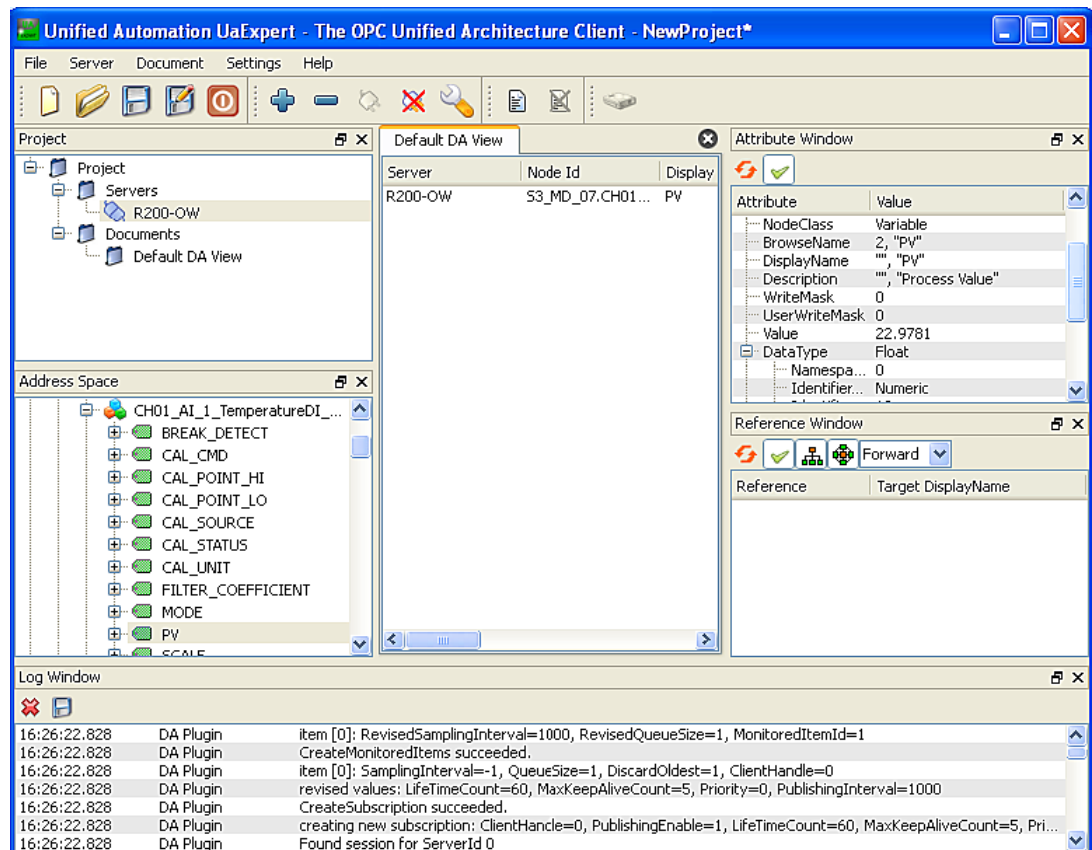 Unified Automation UaExpert - The OPC Unified Architecture Client - NewProject*
File Server Document Settings Help
Project
Project
Servers
R200-OW
Documents
Default DA View
Address Space
CH01_AI_1_TemperatureDI_...
BREAK_DETECT
CAL_CMD
CAL_POINT_HI
CAL_POINT_LO
CAL_SOURCE
CAL_STATUS
CAL_UNIT
FILTER_COEFFICIENT
MODE
PV
SCALE
Default DA View
Server Node Id Display
R200-OW S3_MD_07.CH01... PV
Attribute Window
Attribute Value
NodeClass Variable
BrowseName 2, "PV"
DisplayName "", "PV"
Description "", "Process Value"
WriteMask 0
UserWriteMask 0
Value 22.9781
DataType Float
Namespa... 0
Identifier... Numeric
Reference Window
Forward
Reference Target DisplayName
Log Window
16:26:22.828 DA Plugin item [0]: RevisedSamplingInterval=1000, RevisedQueueSize=1, MonitoredItemId=1
16:26:22.828 DA Plugin CreateMonitoredItems succeeded.
16:26:22.828 DA Plugin item [0]: SamplingInterval=-1, QueueSize=1, DiscardOldest=1, ClientHandle=0
16:26:22.828 DA Plugin revised values: LifeTimeCount=60, MaxKeepAliveCount=5, Priority=0, PublishingInterval=1000
16:26:22.828 DA Plugin CreateSubscription succeeded.
16:26:22.828 DA Plugin creating new subscription: ClientHandle=0, PublishingEnable=1, LifeTimeCount=60, MaxKeepAliveCount=5, Pri...
16:26:22.828 DA Plugin Found session for ServerId 0